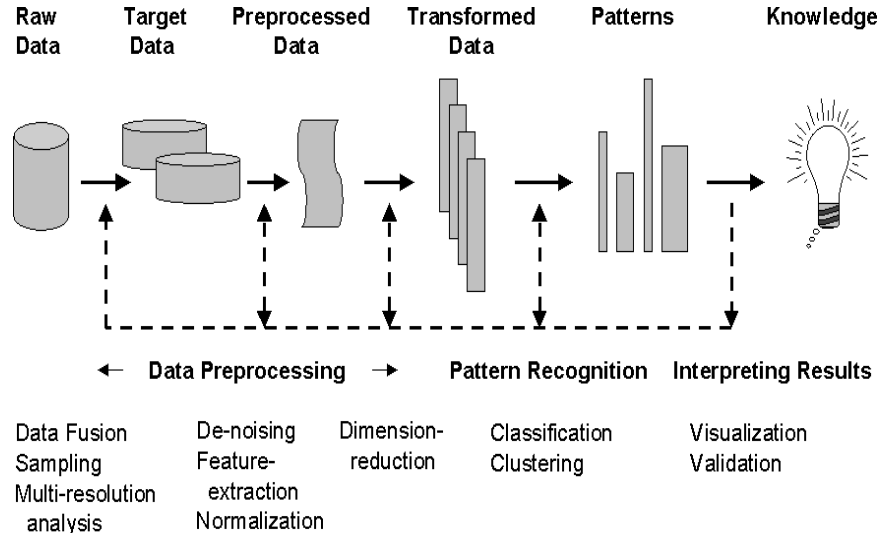 Raw Data
Target Data
Preprocessed Data
Transformed Data
Patterns
Knowledge
Data Preprocessing
Pattern Recognition
Interpreting Results
Data Fusion
Sampling
Multi-resolution
analysis
De-noising
Feature-
extraction
Normalization
Dimension-
reduction
Classification
Clustering
Visualization
Validation